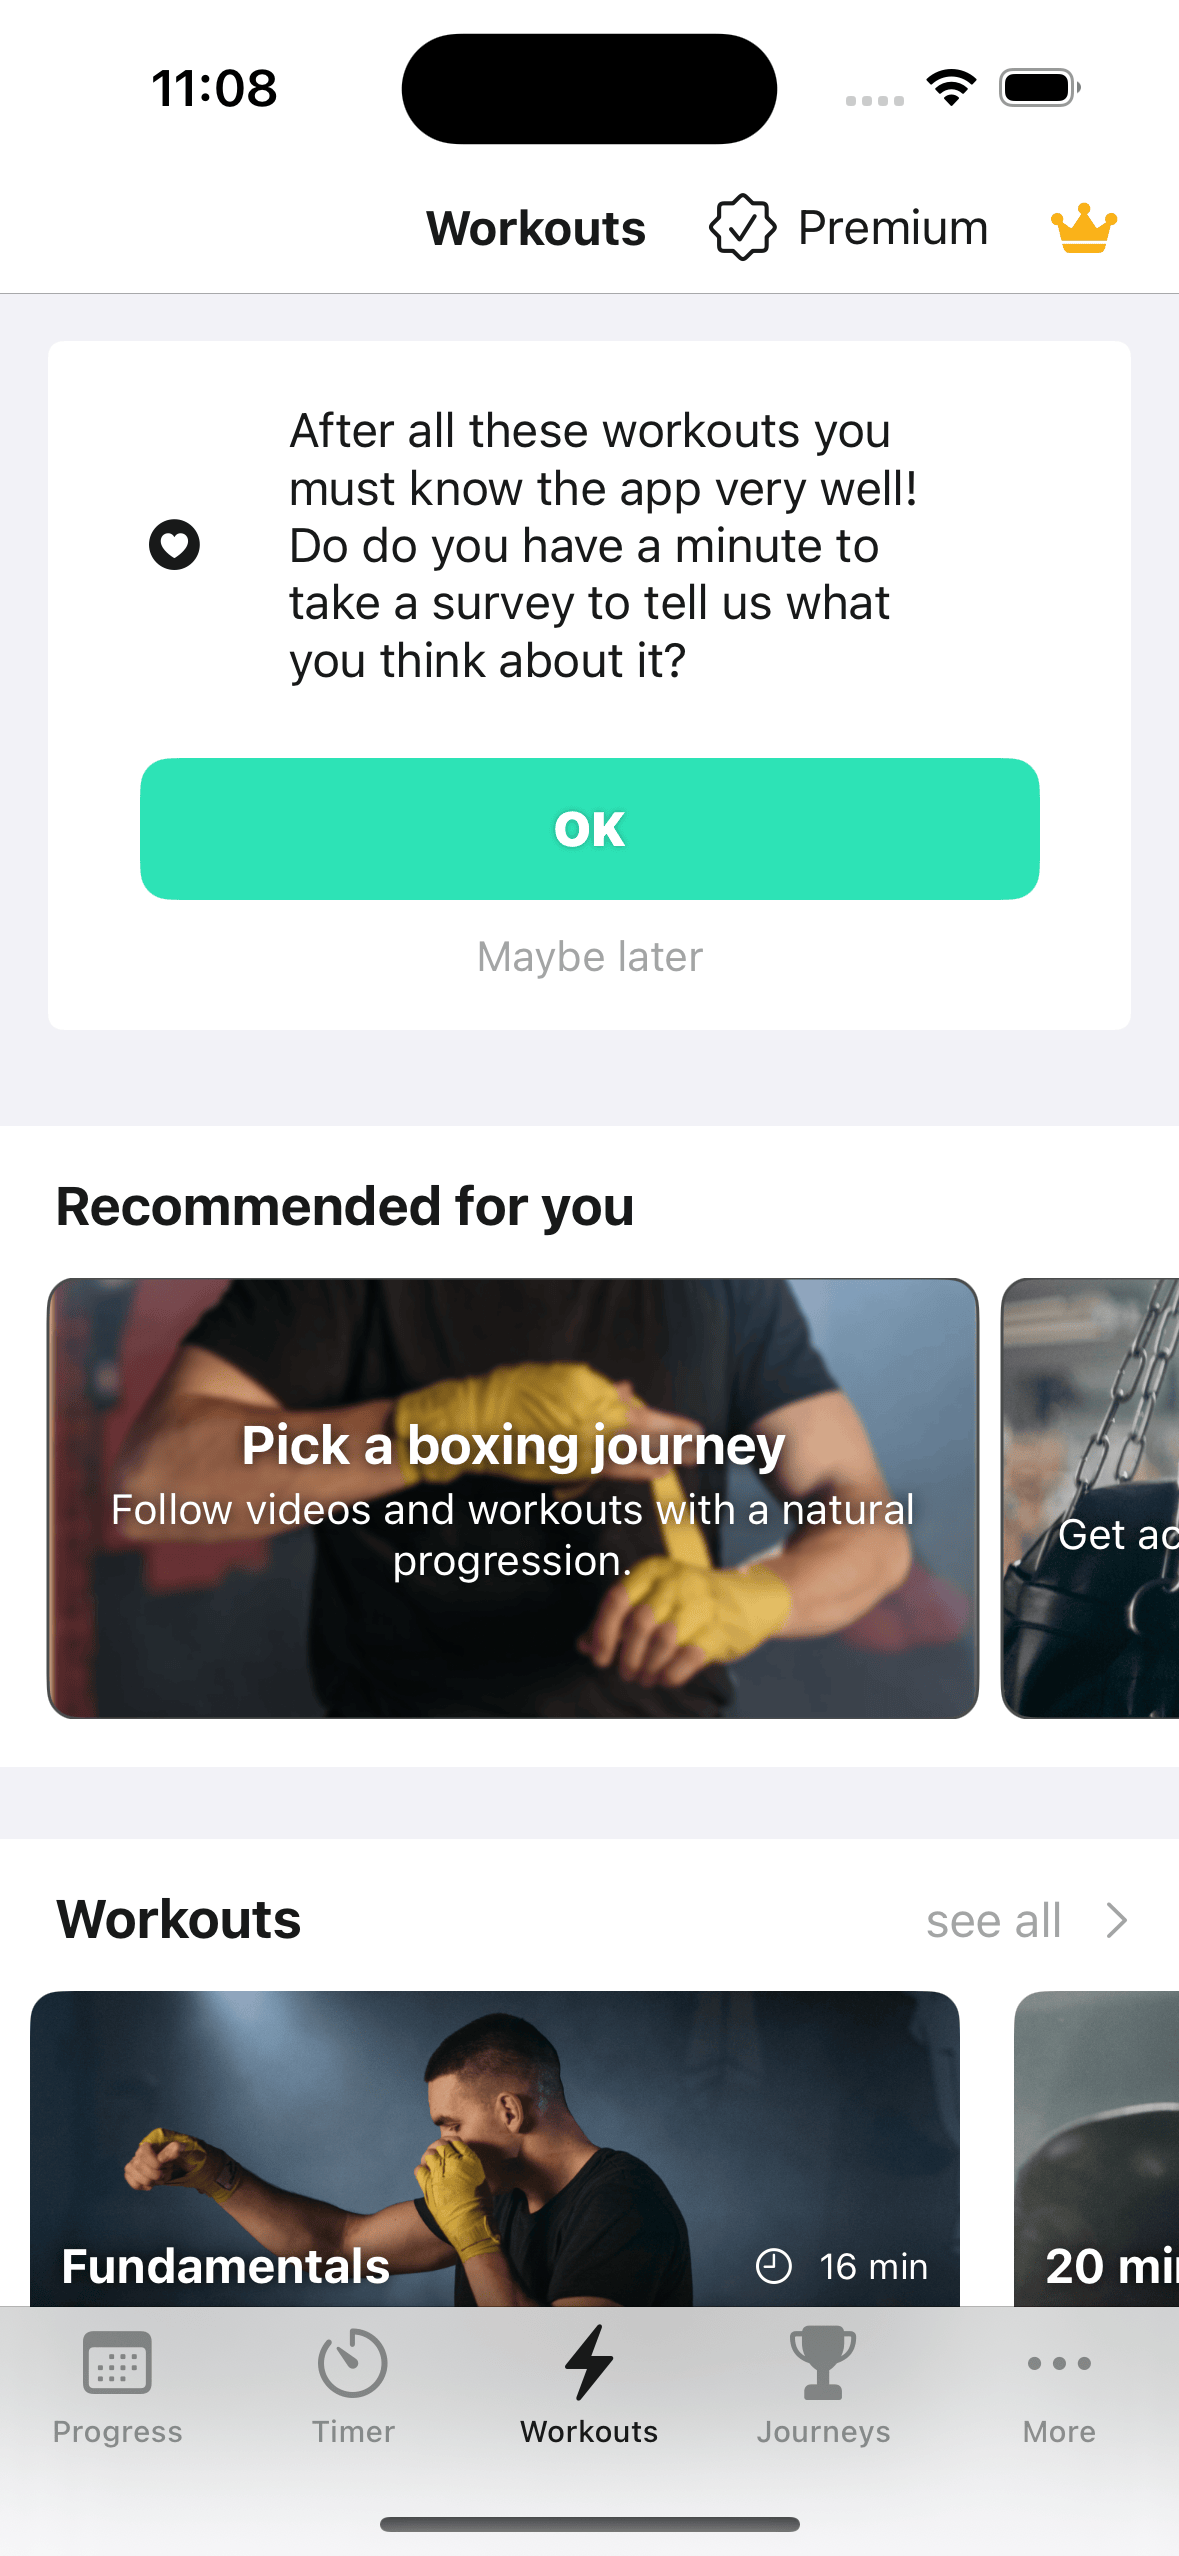 11:08
Workouts
Premium
After all these workouts you
must know the app very well!
Do do you have a minute to
take a survey to tell us what
you think about it?
OK
Maybe later
Recommended for you
Pick a boxing journey
Follow videos and workouts with a natural
progression.
Get
Workouts
see all
Fundamentals
16 min
20
Progress
Timer
Workouts
Journeys
More